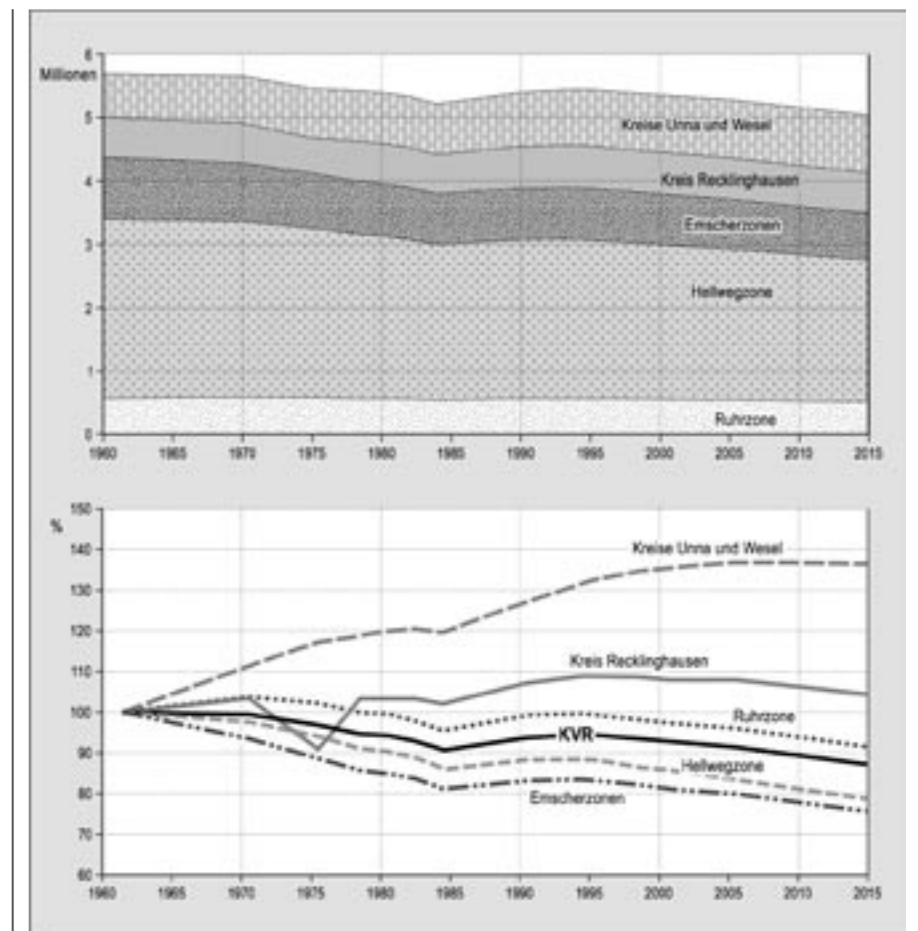 6
Millionen
5
Kreise Unna und Wesel
4
Kreis Recklinghausen
Emscherzonen
3
Hellwegzone
2
1
Ruhrzone
0
1960 1965 1970 1975 1980 1985 1990 1995 2000 2005 2010 2015
150
%
140
Kreise Unna und Wesel
130
120
110
Kreis Recklinghausen
100
Ruhrzone
KVR
90
Hellwegzone
80
Emscherzonen
70
60
1960 1965 1970 1975 1980 1985 1990 1995 2000 2005 2010 2015